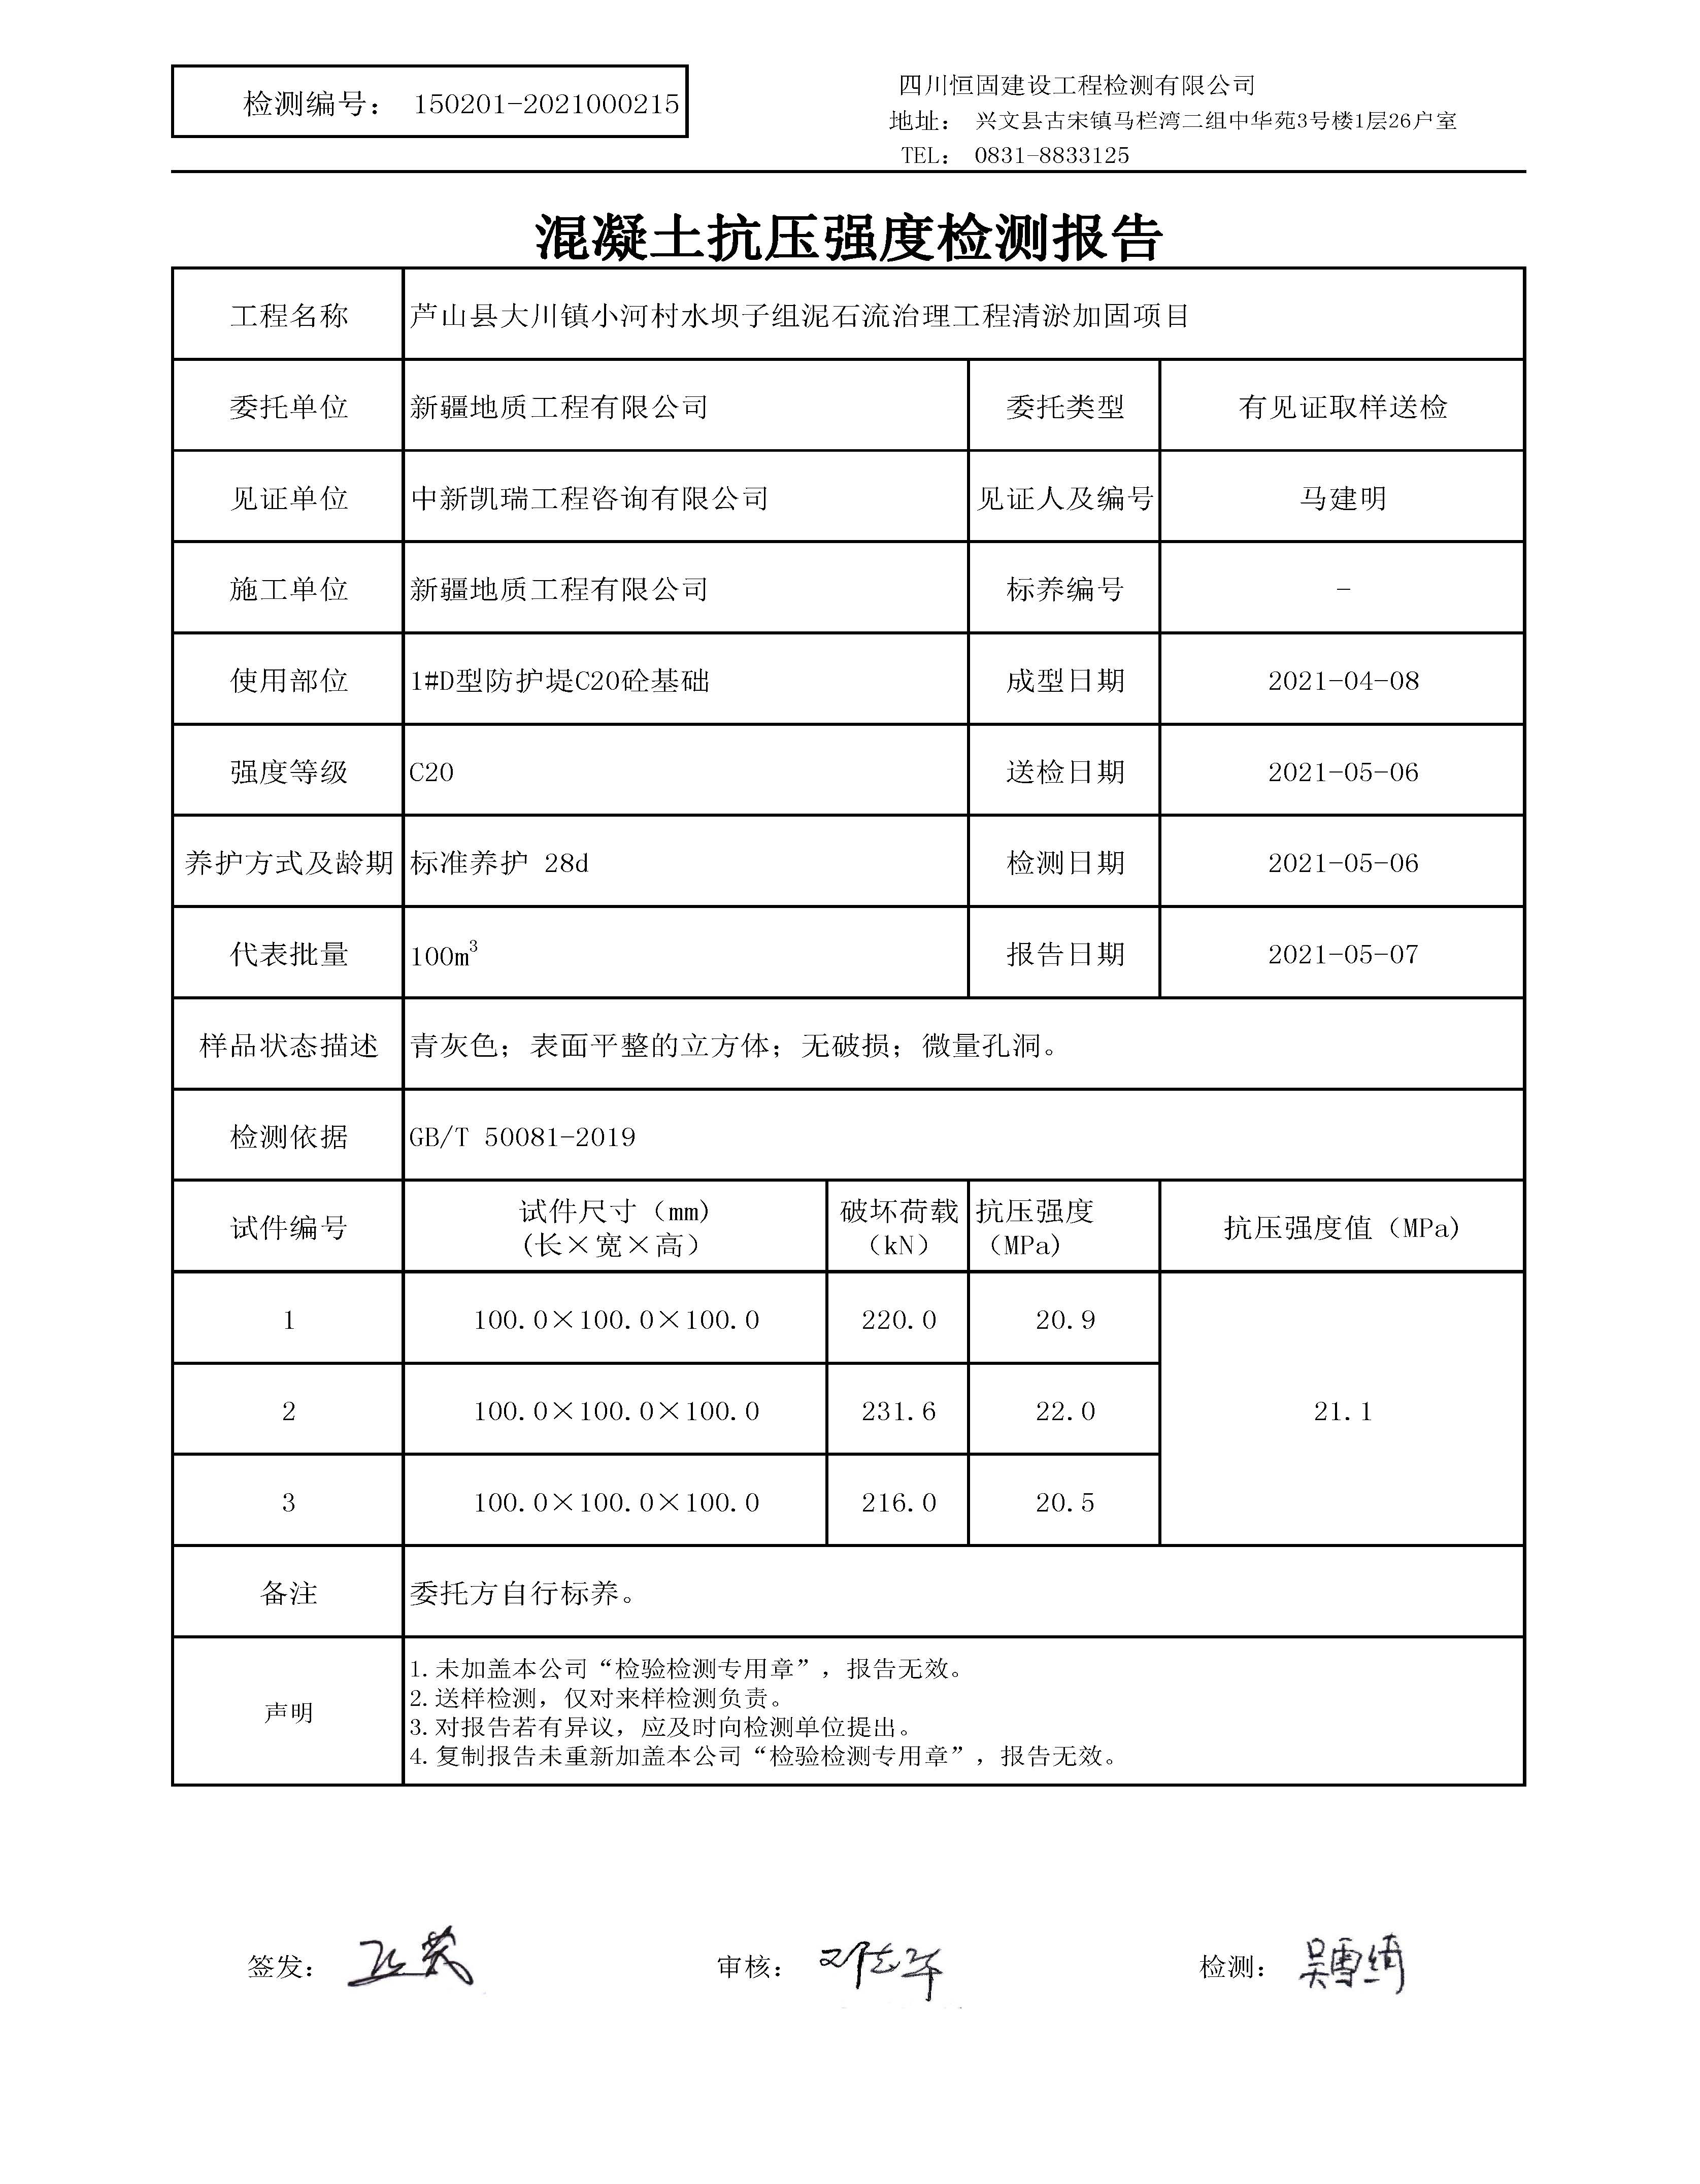 检测编号： 150201-2021000215
四川恒固建设工程检测有限公司
地址： 兴文县古宋镇马栏湾二组中华苑3号楼1层26户室
TEL： 0831-8833125
混凝土抗压强度检测报告
工程名称 芦山县大川镇小河村水坝子组泥石流治理工程清淤加固项目
委托单位 新疆地质工程有限公司 委托类型 有见证取样送检
见证单位 中新凯瑞工程咨询有限公司 见证人及编号 马建明
施工单位 新疆地质工程有限公司 标养编号 -
使用部位 1#D型防护堤C20砼基础 成型日期 2021-04-08
强度等级 C20 送检日期 2021-05-06
养护方式及龄期 标准养护 28d 检测日期 2021-05-06
代表批量 100m³ 报告日期 2021-05-07
样品状态描述 青灰色；表面平整的立方体；无破损；微量孔洞。
检测依据 GB/T 50081-2019
试件编号 试件尺寸（mm) (长×宽×高） 破坏荷载（kN） 抗压强度（MPa) 抗压强度值（MPa)
1 100.0×100.0×100.0 220.0 20.9
2 100.0×100.0×100.0 231.6 22.0 21.1
3 100.0×100.0×100.0 216.0 20.5
备注 委托方自行标养。
声明
1.未加盖本公司“检验检测专用章”，报告无效。
2.送样检测，仅对来样检测负责。
3.对报告若有异议，应及时向检测单位提出。
4.复制报告未重新加盖本公司“检验检测专用章”，报告无效。
签发： 审核： 检测： 吴雪绮